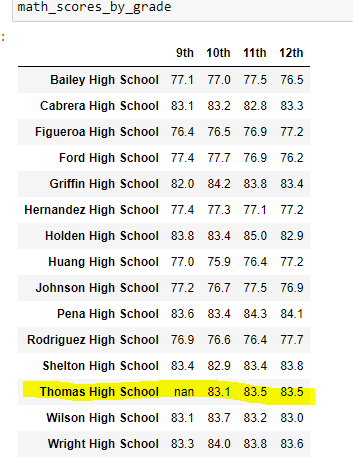 math_scores_by_grade
:
9th 10th 11th 12th
Bailey High School 77.1 77.0 77.5 76.5
Cabrera High School 83.1 83.2 82.8 83.3
Figueroa High School 76.4 76.5 76.9 77.2
Ford High School 77.4 77.7 76.9 76.2
Griffin High School 82.0 84.2 83.8 83.4
Hernandez High School 77.4 77.3 77.1 77.2
Holden High School 83.8 83.4 85.0 82.9
Huang High School 77.0 75.9 76.4 77.2
Johnson High School 77.2 76.7 77.5 76.9
Pena High School 83.6 83.4 84.3 84.1
Rodriguez High School 76.9 76.6 76.4 77.7
Shelton High School 83.4 82.9 83.4 83.8
Thomas High School nan 83.1 83.5 83.5
Wilson High School 83.1 83.7 83.2 83.0
Wright High School 83.3 84.0 83.8 83.6